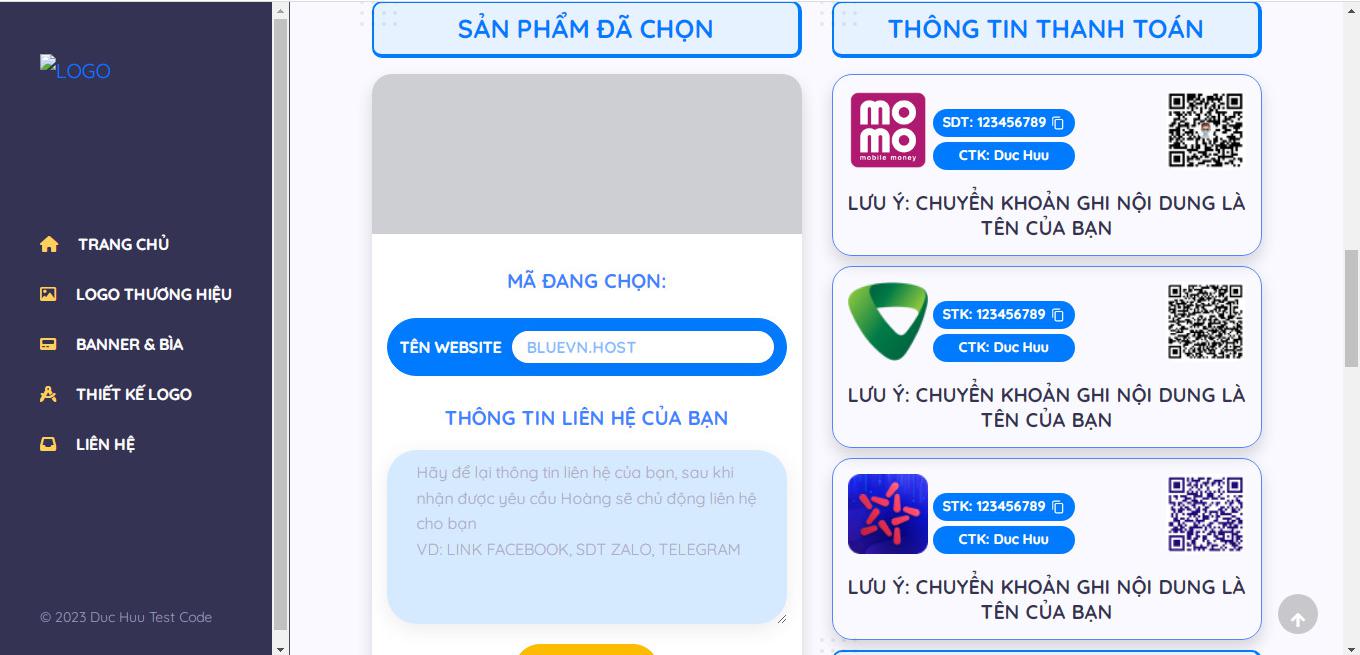 LOGO
TRANG CHỦ
LOGO THƯƠNG HIỆU
BANNER & BÌA
THIẾT KẾ LOGO
LIÊN HỆ
© 2023 Duc Huu Test Code
SẢN PHẨM ĐÃ CHỌN
MÃ ĐANG CHỌN:
TÊN WEBSITE BLUEVN.HOST
THÔNG TIN LIÊN HỆ CỦA BẠN
Hãy để lại thông tin liên hệ của bạn, sau khi
nhận được yêu cầu Hoàng sẽ chủ động liên hệ
cho bạn
VD: LINK FACEBOOK, SDT ZALO, TELEGRAM
THÔNG TIN THANH TOÁN
mo
mo
mobile money
SDT: 123456789
CTK: Duc Huu
LƯU Ý: CHUYỂN KHOẢN GHI NỘI DUNG LÀ
TÊN CỦA BẠN
STK: 123456789
CTK: Duc Huu
LƯU Ý: CHUYỂN KHOẢN GHI NỘI DUNG LÀ
TÊN CỦA BẠN
STK: 123456789
CTK: Duc Huu
LƯU Ý: CHUYỂN KHOẢN GHI NỘI DUNG LÀ
TÊN CỦA BẠN